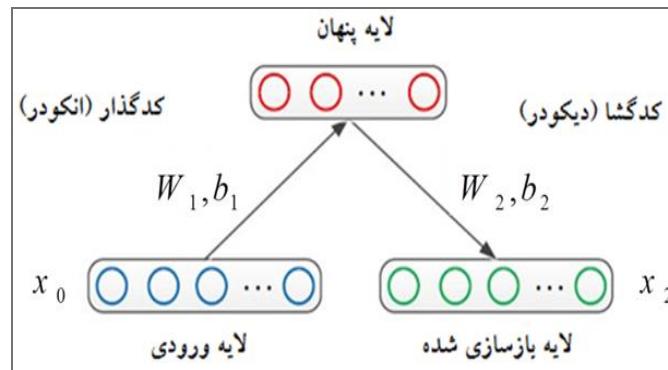 لایه پنهان
کدگذار (انکودر)
کدگشا (دیکودر)
W₁,b₁
W₂,b₂
x₀
x₂
لایه ورودی
لایه بازسازی شده